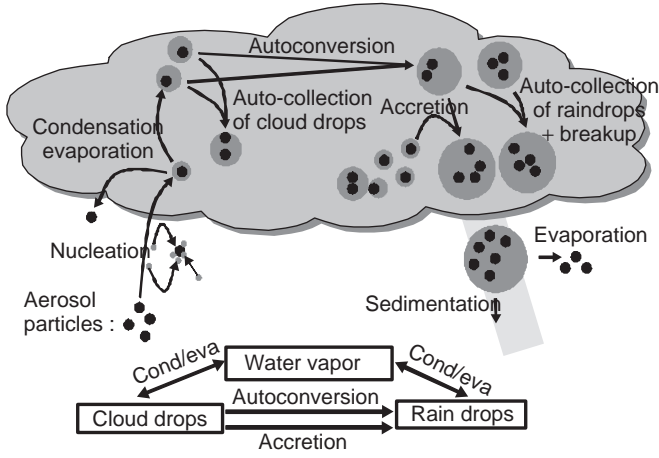 Autoconversion
Auto-collection
of cloud drops
Auto-collection
of raindrops
+ breakup
Accretion
Condensation
evaporation
Nucleation
Aerosol
particles :
Evaporation
Sedimentation
Cond/eva
Water vapor
Cond/eva
Cloud drops
Autoconversion
Accretion
Rain drops